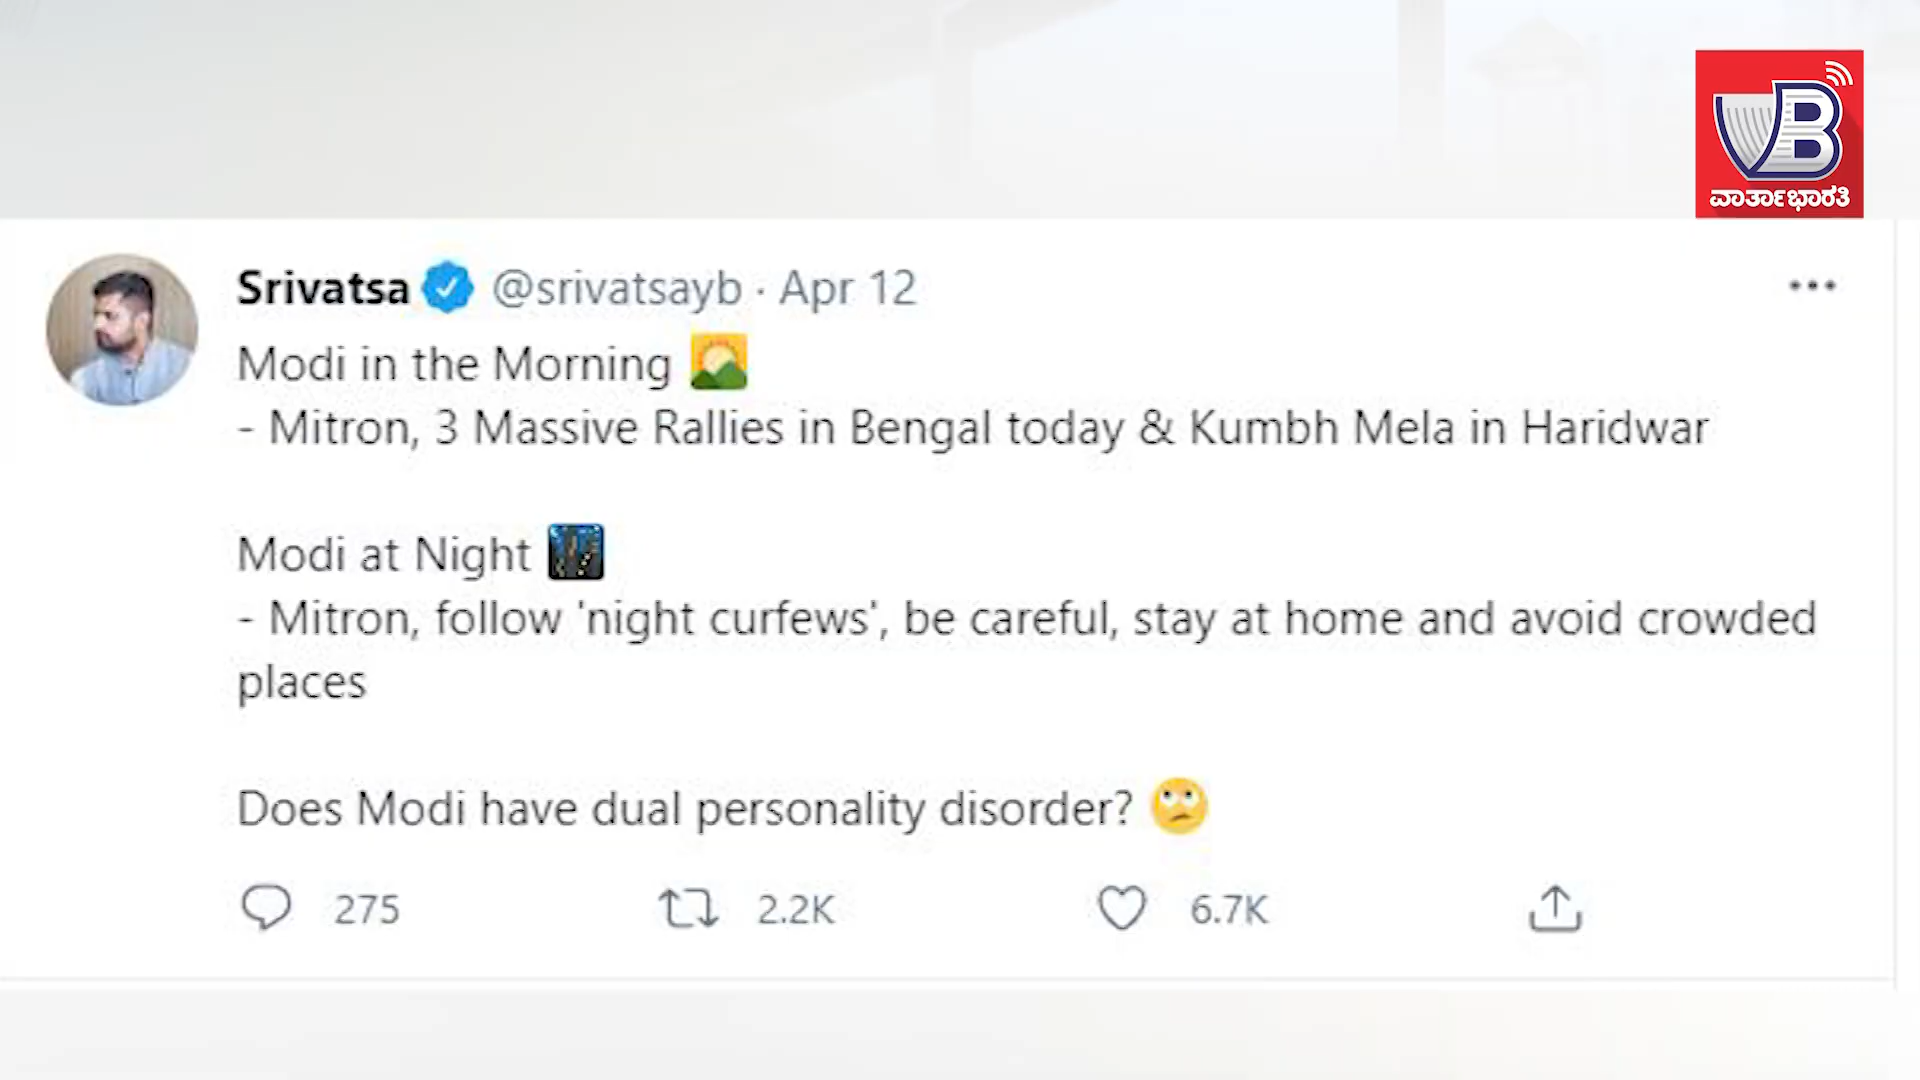 VB
ವಾರ್ತಾಭಾರತಿ
Srivatsa @srivatsayb · Apr 12
Modi in the Morning 🌄
- Mitron, 3 Massive Rallies in Bengal today & Kumbh Mela in Haridwar
Modi at Night 🌃
- Mitron, follow 'night curfews', be careful, stay at home and avoid crowded
places
Does Modi have dual personality disorder? 🙄
275 2.2K 6.7K